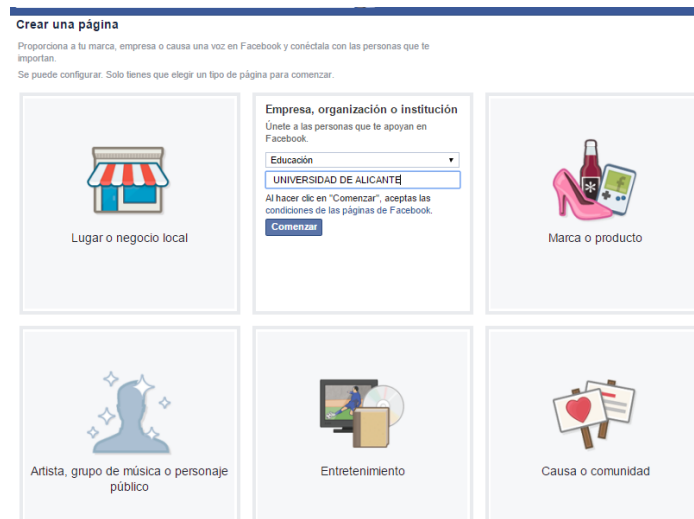 Crear una página
Proporciona a tu marca, empresa o causa una voz en Facebook y conéctala con las personas que te
importan.
Se puede configurar. Solo tienes que elegir un tipo de página para comenzar.
Lugar o negocio local
Empresa, organización o institución
Únete a las personas que te apoyan en
Facebook.
Educación
UNIVERSIDAD DE ALICANTE
Al hacer clic en "Comenzar", aceptas las
condiciones de las páginas de Facebook.
Comenzar
Marca o producto
Artista, grupo de música o personaje
público
Entretenimiento
Causa o comunidad